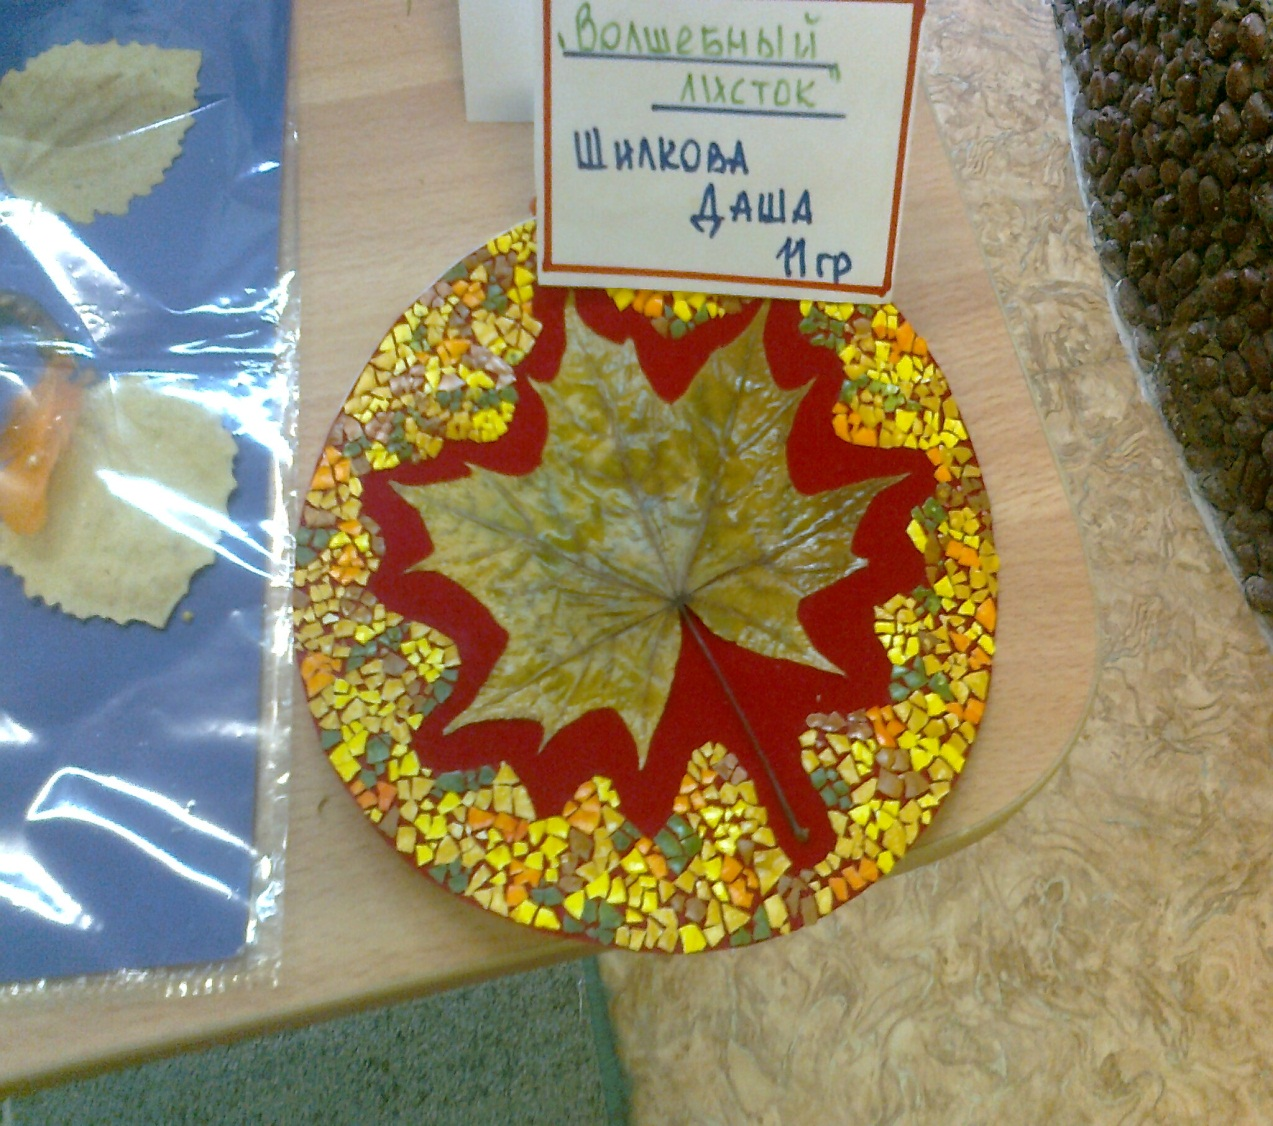 „Волшебный
листок"
Шилкова
Даша
11 гр